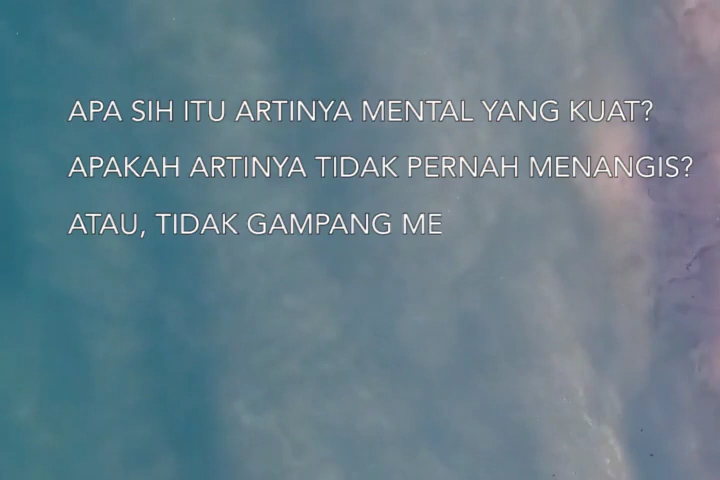 APA SIH ITU ARTINYA MENTAL YANG KUAT?
APAKAH ARTINYA TIDAK PERNAH MENANGIS?
ATAU, TIDAK GAMPANG ME